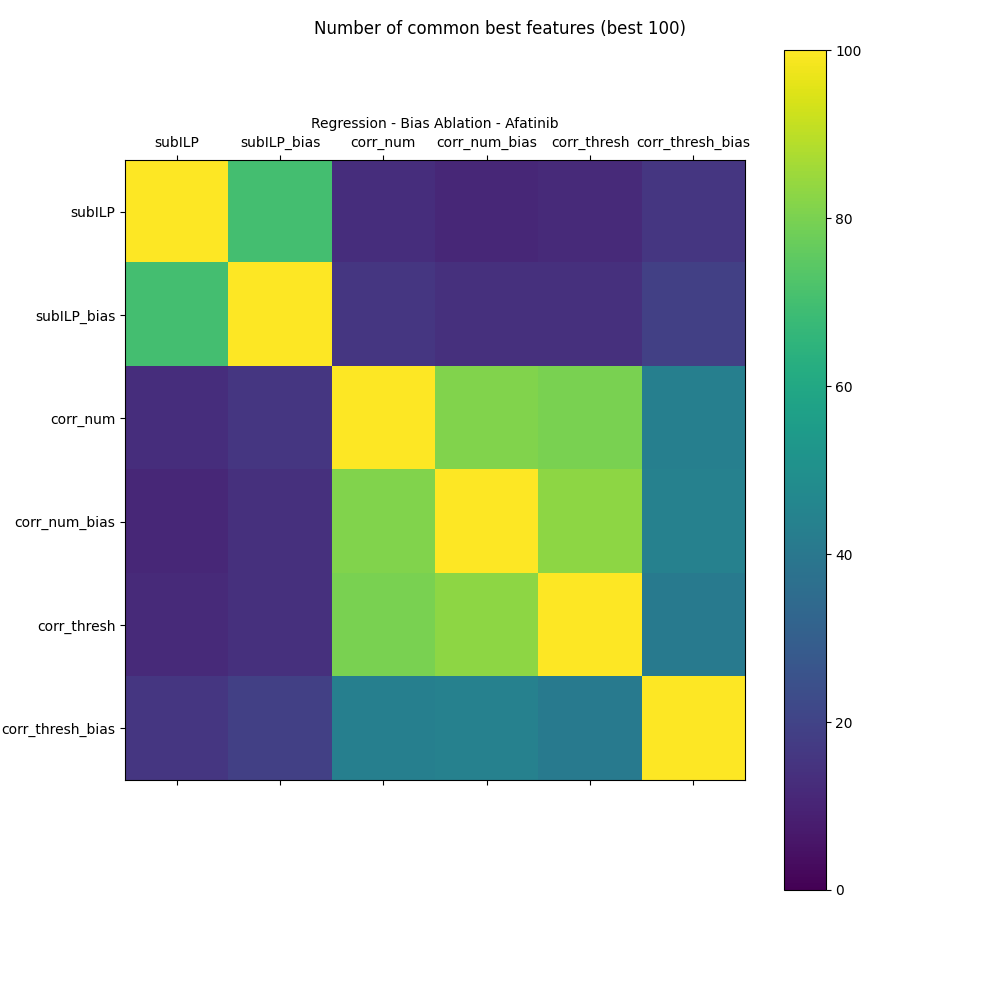 Number of common best features (best 100)
Regression - Bias Ablation - Afatinib
subILP subILP_bias corr_num corr_num_bias corr_thresh corr_thresh_bias
subILP
subILP_bias
corr_num
corr_num_bias
corr_thresh
corr_thresh_bias
100
80
60
40
20
0